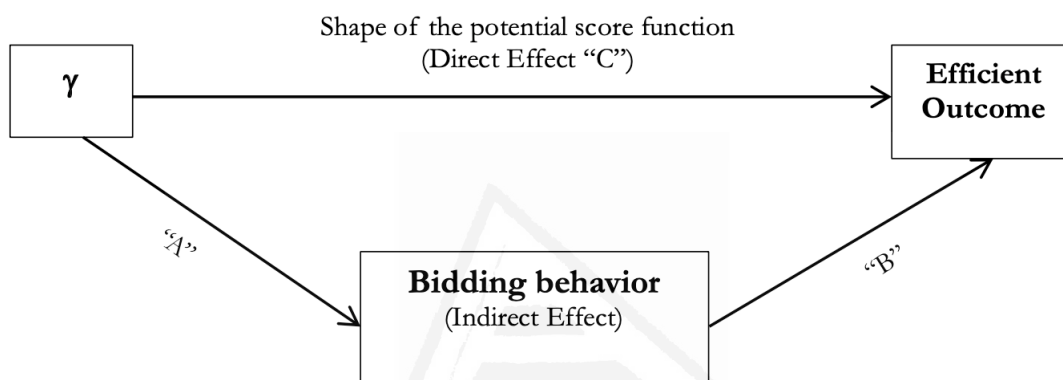 Shape of the potential score function
(Direct Effect “C”)
γ
Efficient
Outcome
“A”
“B”
Bidding behavior
(Indirect Effect)